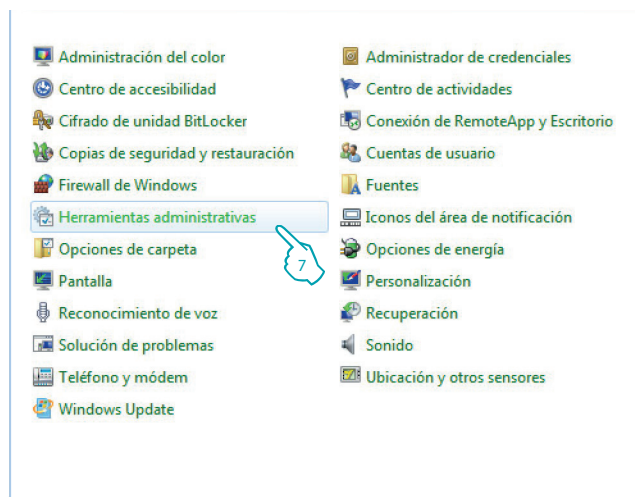 Administración del color
Administrador de credenciales
Centro de accesibilidad
Centro de actividades
Cifrado de unidad BitLocker
Conexión de RemoteApp y Escritorio
Copias de seguridad y restauración
Cuentas de usuario
Firewall de Windows
Fuentes
Herramientas administrativas
Iconos del área de notificación
Opciones de carpeta
7
Opciones de energía
Pantalla
Personalización
Reconocimiento de voz
Recuperación
Solución de problemas
Sonido
Teléfono y módem
Ubicación y otros sensores
Windows Update